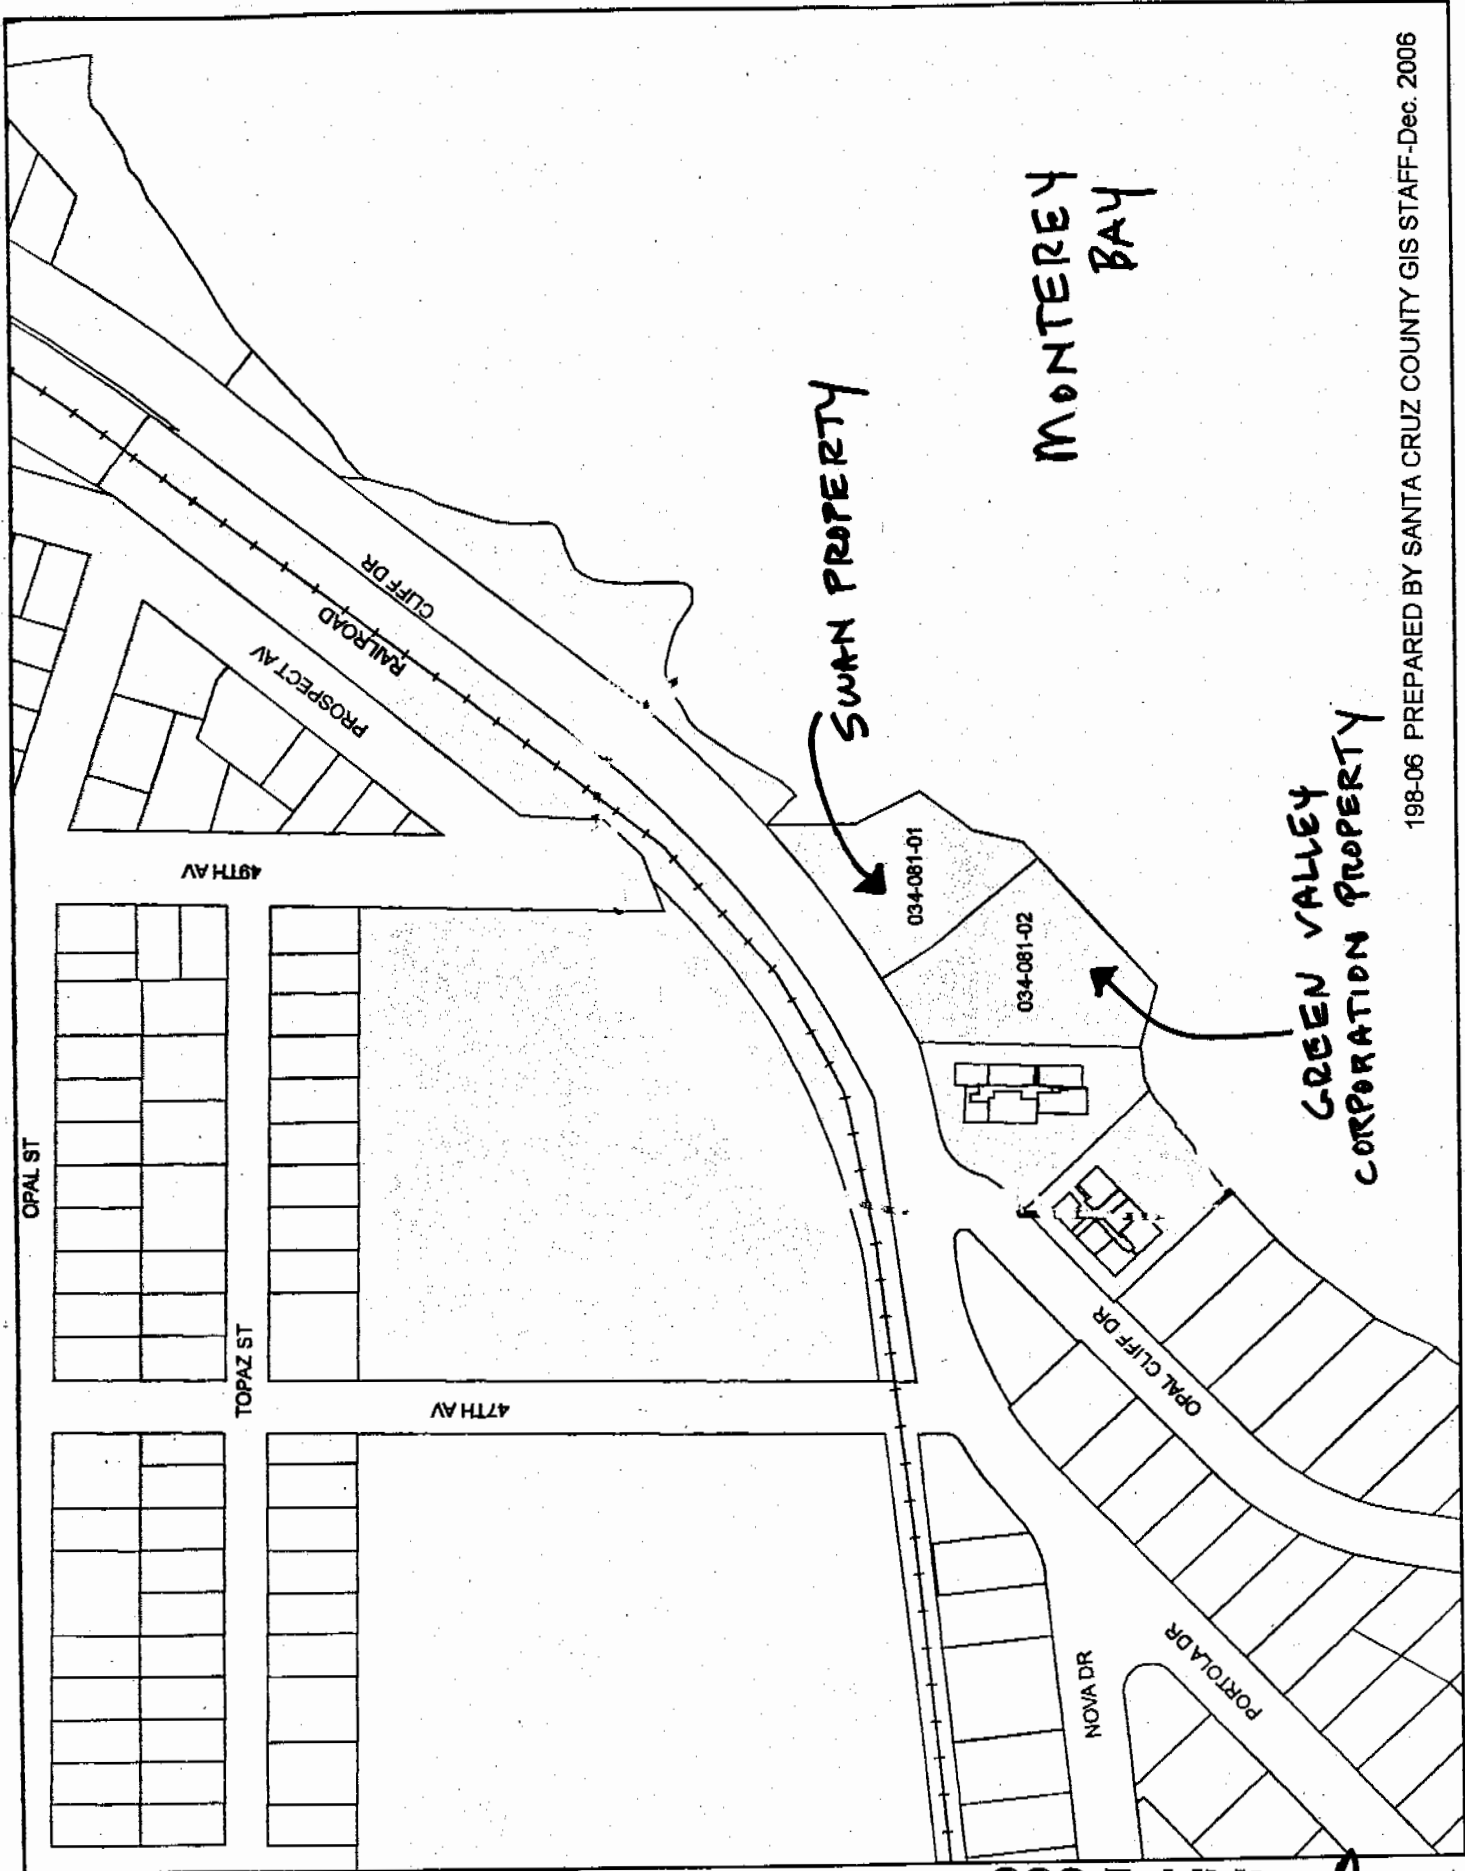 OPAL ST
TOPAZ ST
49TH AV
47TH AV
PROSPECT AV
RAILROAD
CLIFF DR
SWAN PROPERTY
034-081-01
034-081-02
MONTEREY
BAY
GREEN VALLEY
CORPORATION PROPERTY
OPAL CLIFF DR
PORTOLA DR
NOVA DR
198-06 PREPARED BY SANTA CRUZ COUNTY GIS STAFF-Dec. 2006